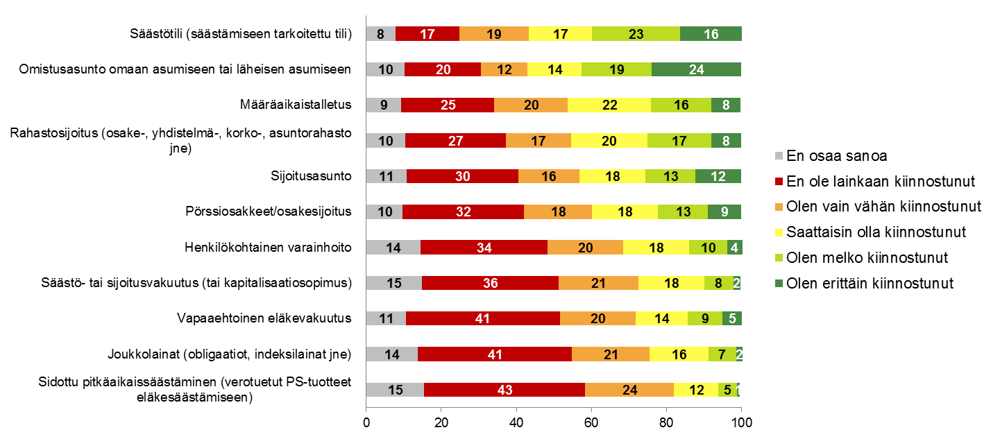 Säästötili (säästämiseen tarkoitettu tili) 8 17 19 17 23 16
Omistusasunto omaan asumiseen tai läheisen asumiseen 10 20 12 14 19 24
Määräaikaistalletus 9 25 20 22 16 8
Rahastosijoitus (osake-, yhdistelmä-, korko-, asuntorahasto
jne) 10 27 17 20 17 8
Sijoitusasunto 11 30 16 18 13 12
Pörssiosakkeet/osakesijoitus 10 32 18 18 13 9
Henkilökohtainen varainhoito 14 34 20 18 10 4
Säästö- tai sijoitusvakuutus (tai kapitalisaatiosopimus) 15 36 21 18 8 2
Vapaaehtoinen eläkevakuutus 11 41 20 14 9 5
Joukkolainat (obligaatiot, indeksilainat jne) 14 41 21 16 7 2
Sidottu pitkäaikaissäästäminen (verotuetut PS-tuotteet
eläkesäästämiseen) 15 43 24 12 5 1
0 20 40 60 80 100
En osaa sanoa
En ole lainkaan kiinnostunut
Olen vain vähän kiinnostunut
Saattaisin olla kiinnostunut
Olen melko kiinnostunut
Olen erittäin kiinnostunut